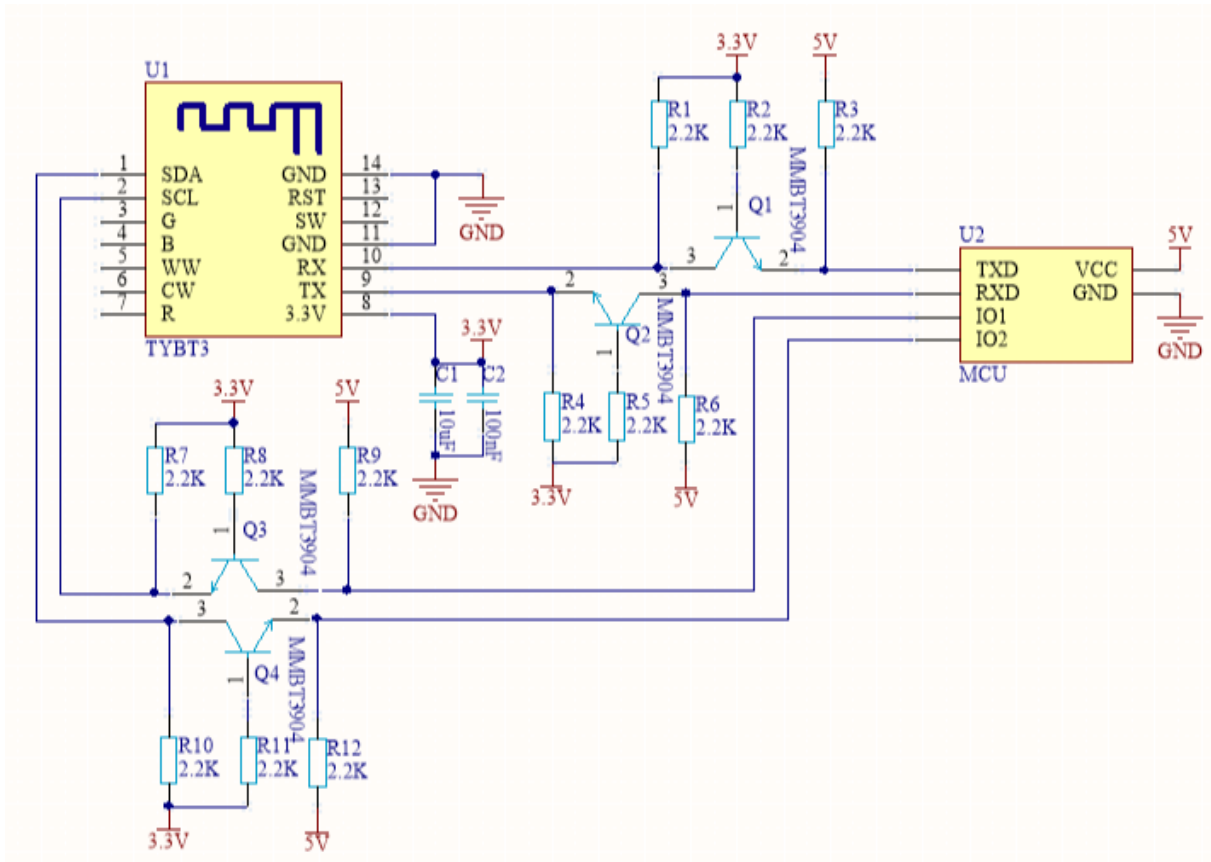 3.3V 5V
U1
R1 R2 R3
2.2K 2.2K 2.2K
MMBT3904
1 SDA GND 14
2 SCL RST 13
3 G SW 12
4 B GND 11
5 WW RX 10
6 CW TX 9
7 R 3.3V 8
TYBT3
GND
1 Q1
3 2
U2
5V
TXD VCC
RXD GND
IO1
IO2
MCU
GND
2 3
Q2
1
MMBT3904
3.3V
C1 C2
10uF 100nF
GND
R4 R5 R6
2.2K 2.2K 2.2K
3.3V 5V
3.3V 5V
R7 R8 R9
2.2K 2.2K 2.2K
MMBT3904
1 Q3
2 3
3 2
1 Q4
MMBT3904
R10 R11 R12
2.2K 2.2K 2.2K
3.3V 5V